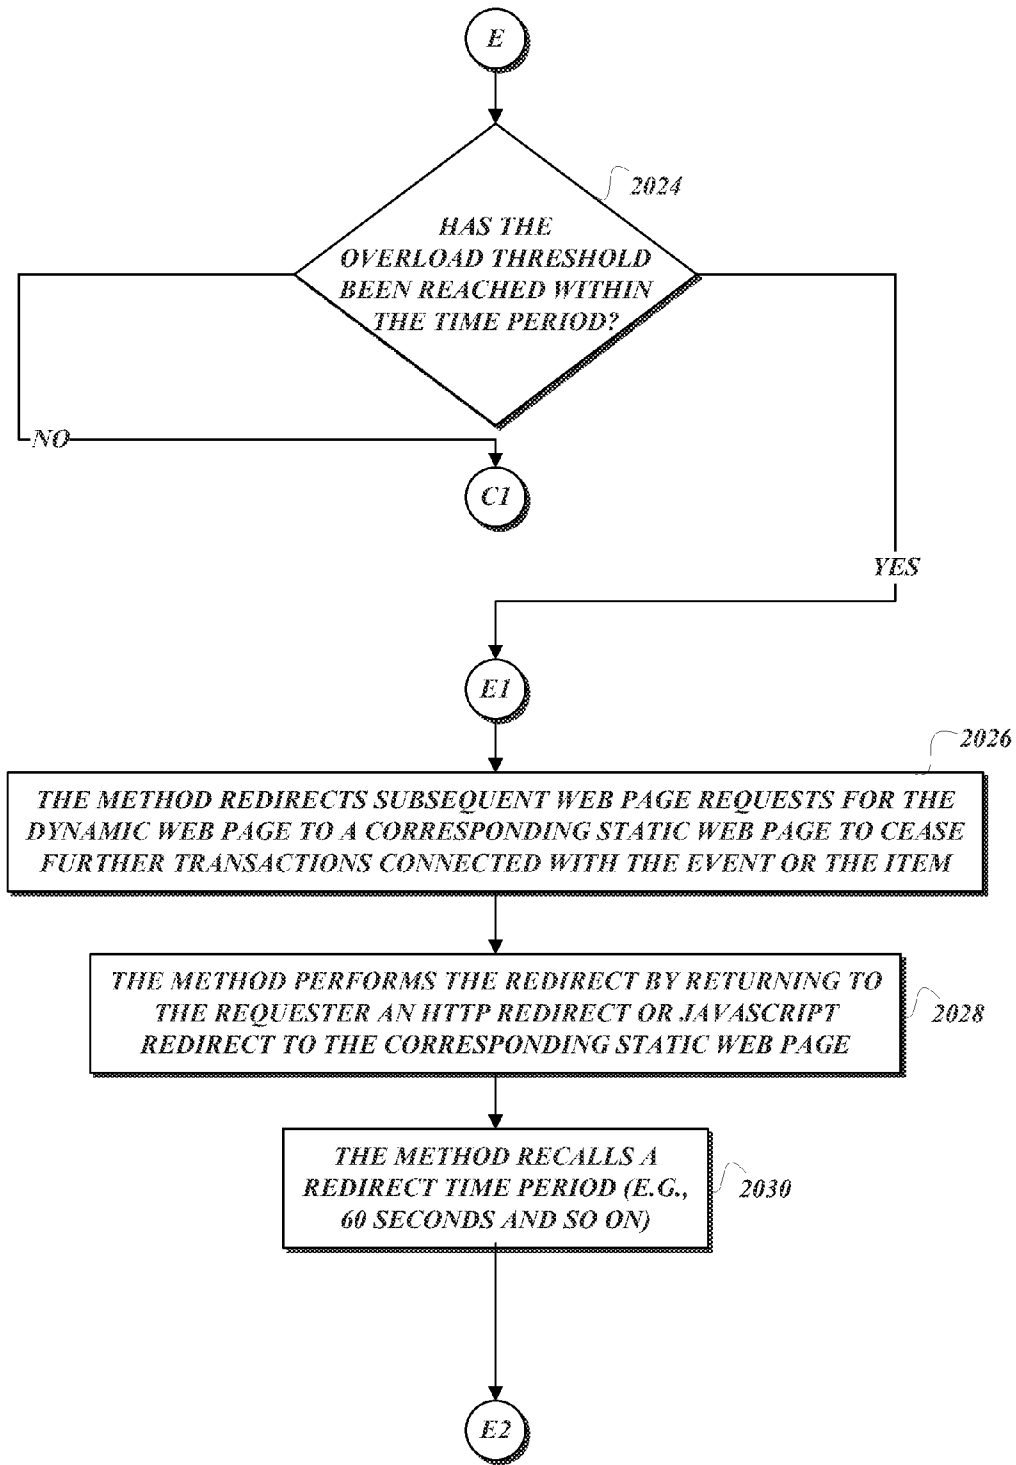 E
2024
HAS THE
OVERLOAD THRESHOLD
BEEN REACHED WITHIN
THE TIME PERIOD?
NO
C1
YES
E1
2026
THE METHOD REDIRECTS SUBSEQUENT WEB PAGE REQUESTS FOR THE
DYNAMIC WEB PAGE TO A CORRESPONDING STATIC WEB PAGE TO CEASE
FURTHER TRANSACTIONS CONNECTED WITH THE EVENT OR THE ITEM
THE METHOD PERFORMS THE REDIRECT BY RETURNING TO
THE REQUESTER AN HTTP REDIRECT OR JAVASCRIPT
REDIRECT TO THE CORRESPONDING STATIC WEB PAGE
2028
THE METHOD RECALLS A
REDIRECT TIME PERIOD (E.G.,
60 SECONDS AND SO ON)
2030
E2